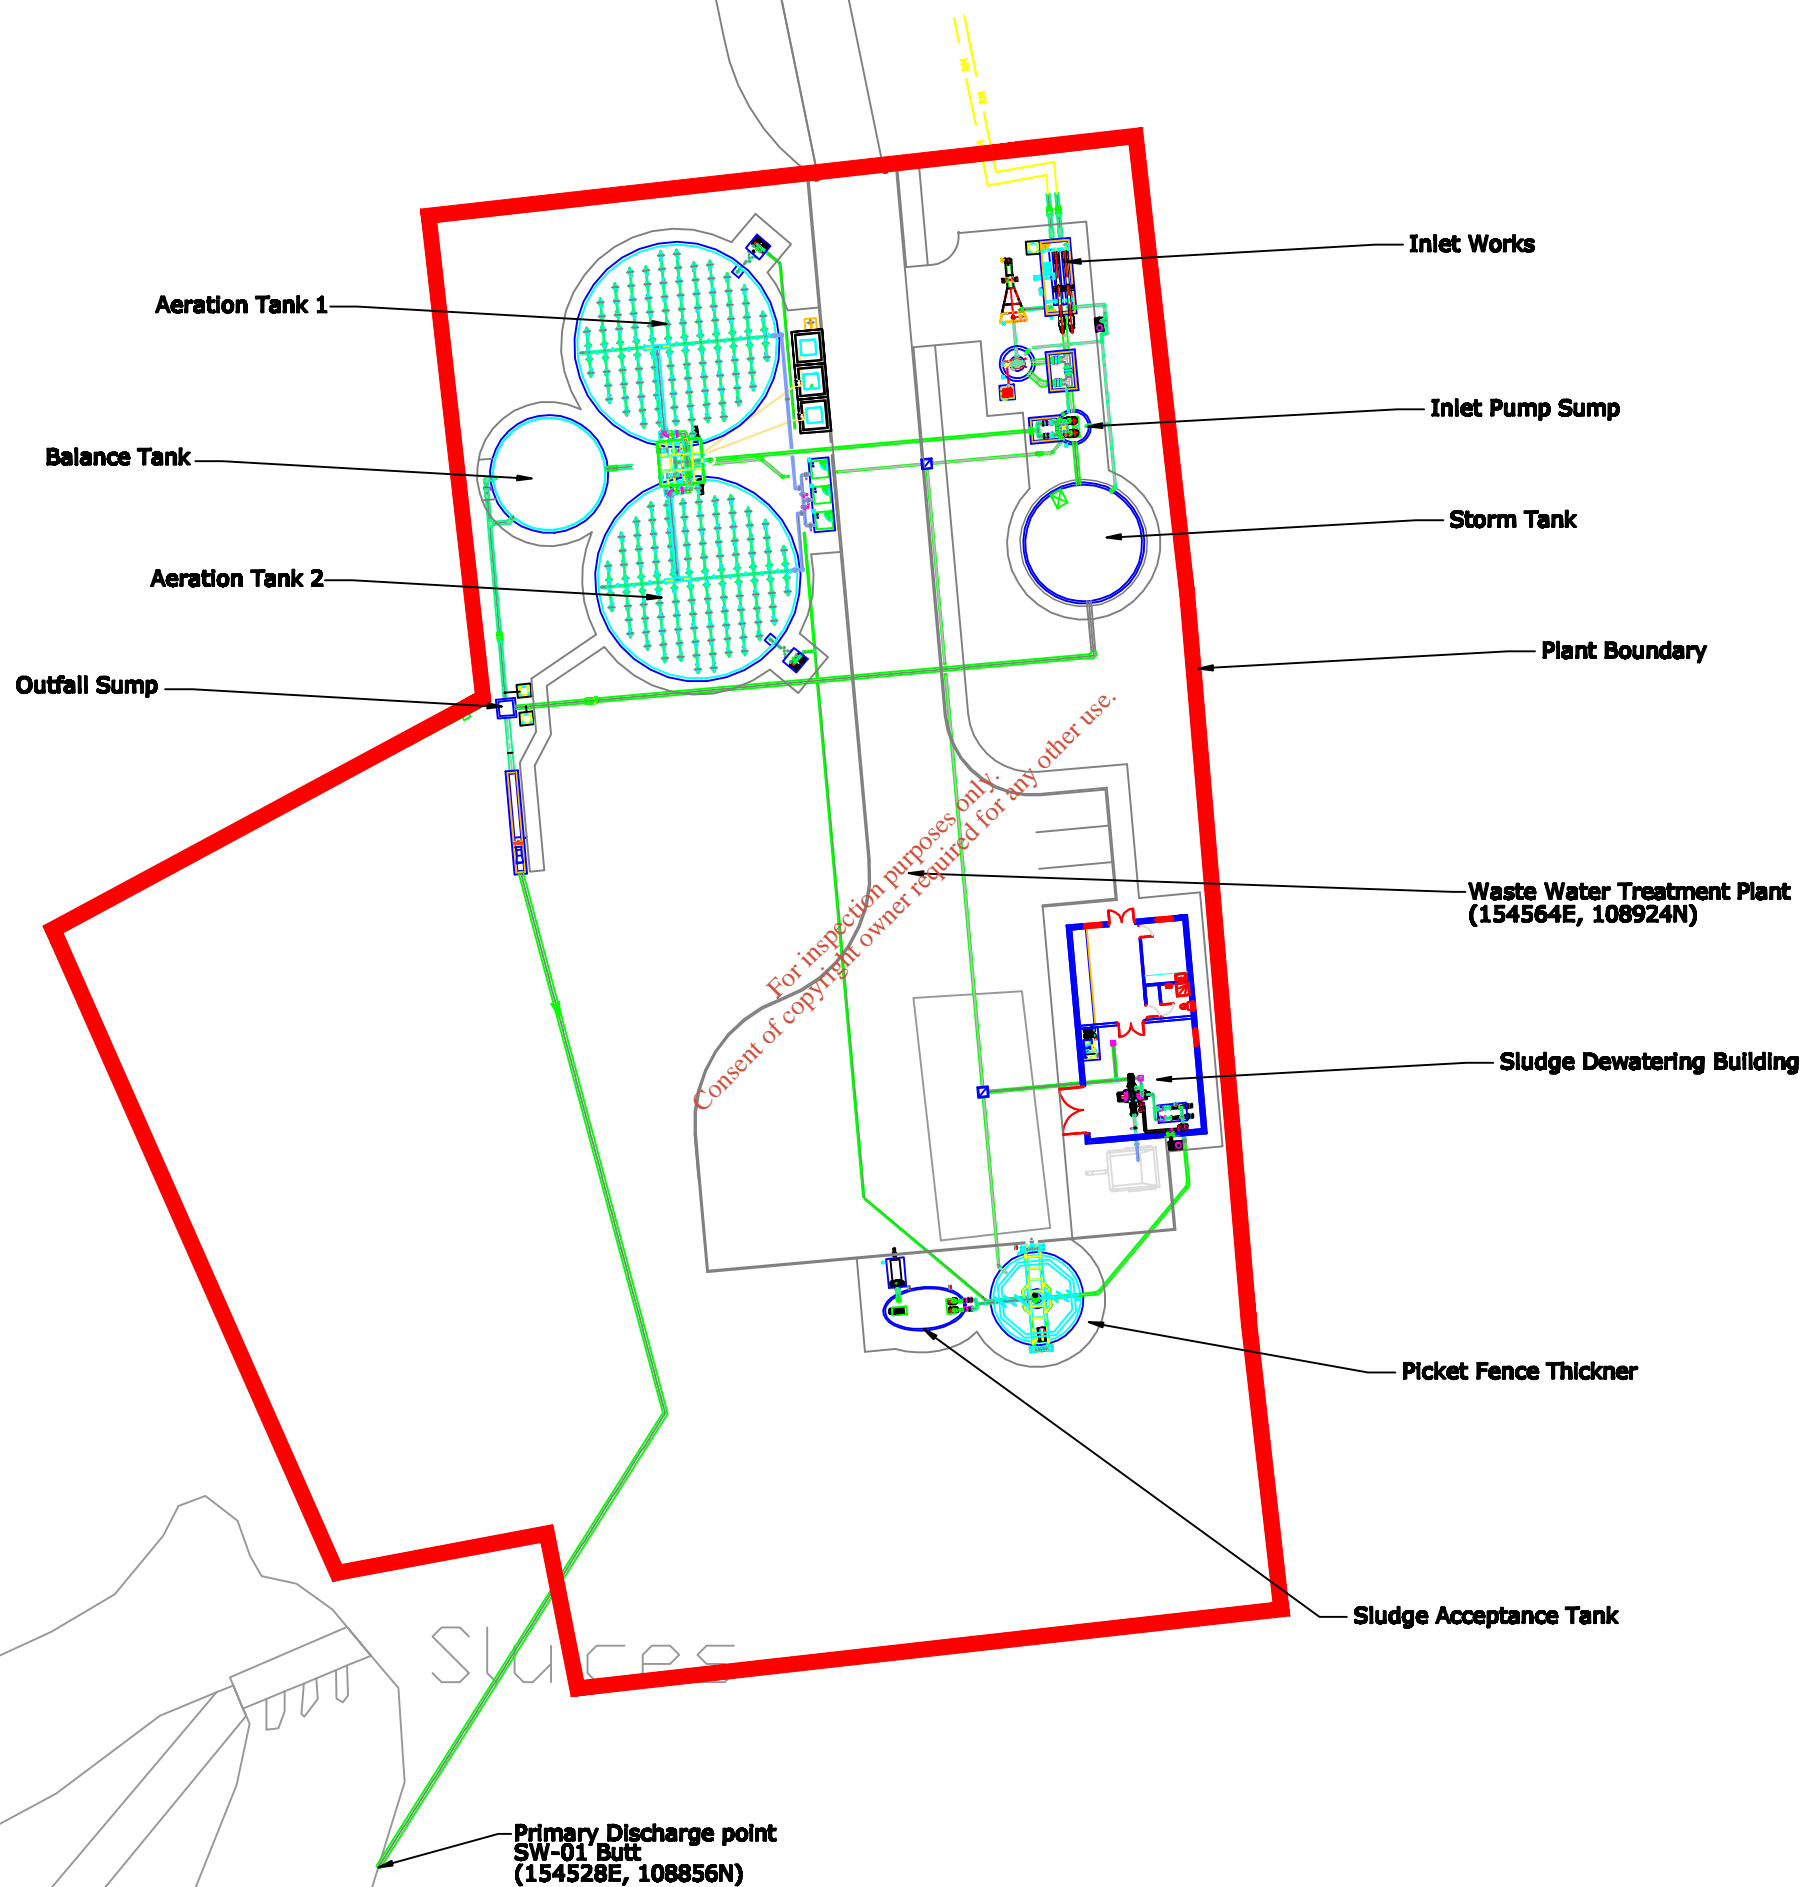 Inlet Works
Aeration Tank 1
Inlet Pump Sump
Balance Tank
Storm Tank
Aeration Tank 2
Plant Boundary
Outfall Sump
For inspection purposes only.
Consent of copyright owner required for any other use.
Waste Water Treatment Plant
(154564E, 108924N)
Sludge Dewatering Building
Picket Fence Thickner
Sludge Acceptance Tank
Sluices
Primary Discharge point
SW-01 Butt
(154528E, 108856N)